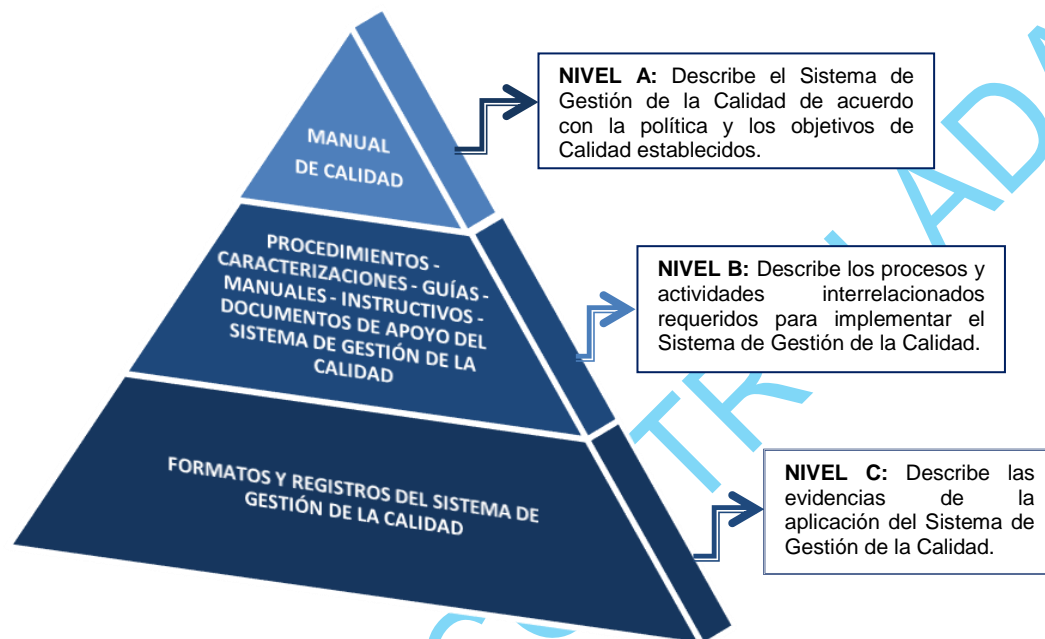 MANUAL
DE CALIDAD
NIVEL A: Describe el Sistema de
Gestión de la Calidad de acuerdo
con la política y los objetivos de
Calidad establecidos.
PROCEDIMIENTOS -
CARACTERIZACIONES - GUÍAS -
MANUALES - INSTRUCTIVOS -
DOCUMENTOS DE APOYO DEL
SISTEMA DE GESTIÓN DE LA
CALIDAD
NIVEL B: Describe los procesos y
actividades interrelacionados
requeridos para implementar el
Sistema de Gestión de la Calidad.
FORMATOS Y REGISTROS DEL SISTEMA DE
GESTIÓN DE LA CALIDAD
NIVEL C: Describe las
evidencias de la
aplicación del Sistema de
Gestión de la Calidad.